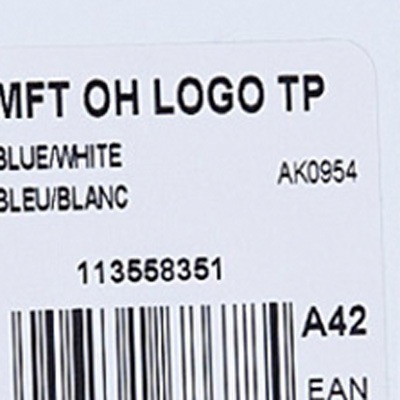 MFT OH LOGO TP
BLUE/WHITE
AK0954
BLEU/BLANC
113558351
A42
EAN